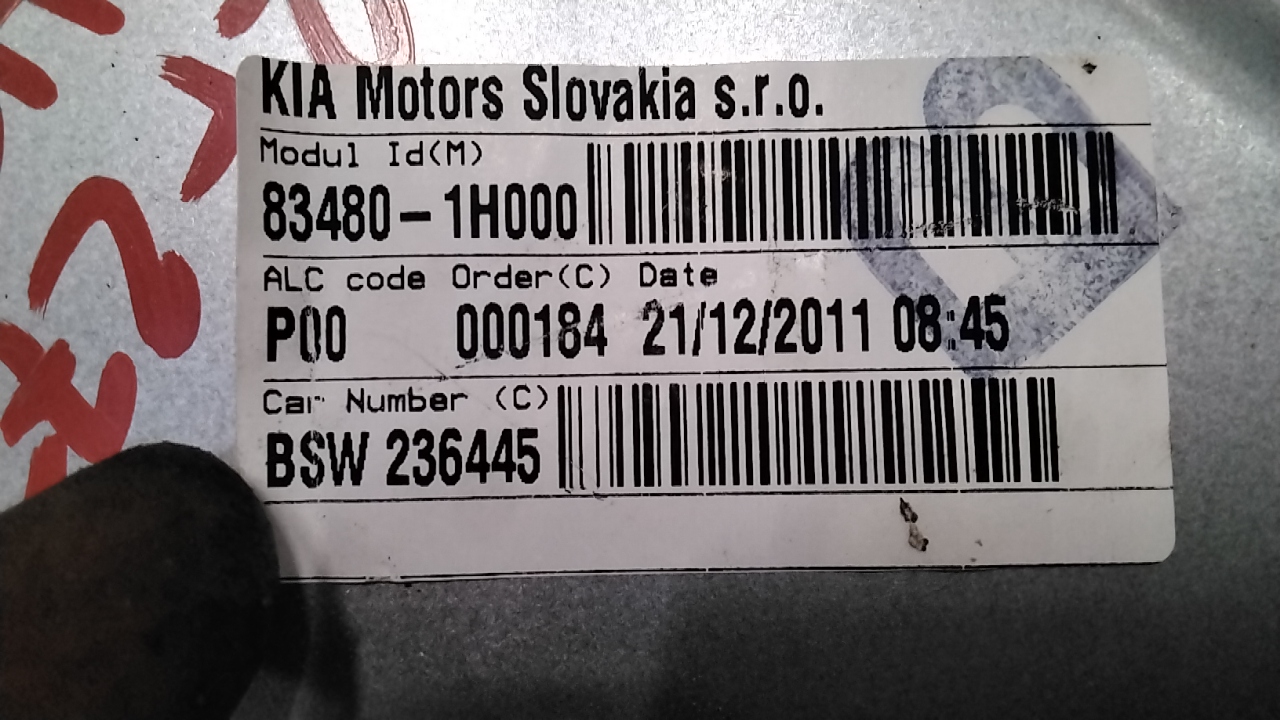 KIA Motors Slovakia s.r.o.
Modul Id(M)
83480-1H000
ALC code Order(C) Date
P00 000184 21/12/2011 08:45
Car Number (C)
BSW 236445